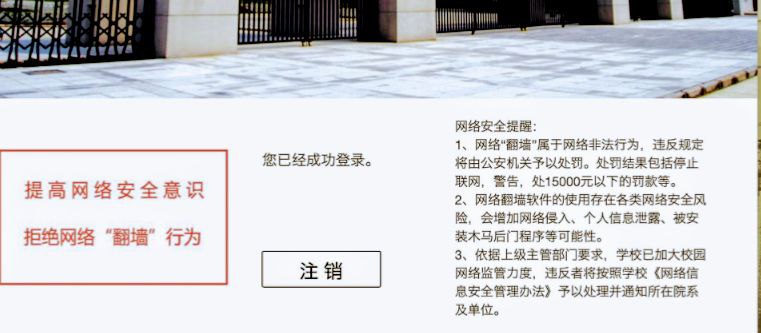 提高网络安全意识
拒绝网络“翻墙”行为
您已经成功登录。
注销
网络安全提醒：
1、网络“翻墙”属于网络非法行为，违反规定
将由公安机关予以处罚。处罚结果包括停止
联网，警告，处15000元以下的罚款等。
2、网络翻墙软件的使用存在各类网络安全风
险，会增加网络侵入、个人信息泄露、被安
装木马后门程序等可能性。
3、依据上级主管部门要求，学校已加大校园
网络监管力度，违反者将按照学校《网络信
息安全管理办法》予以处理并通知所在院系
及单位。